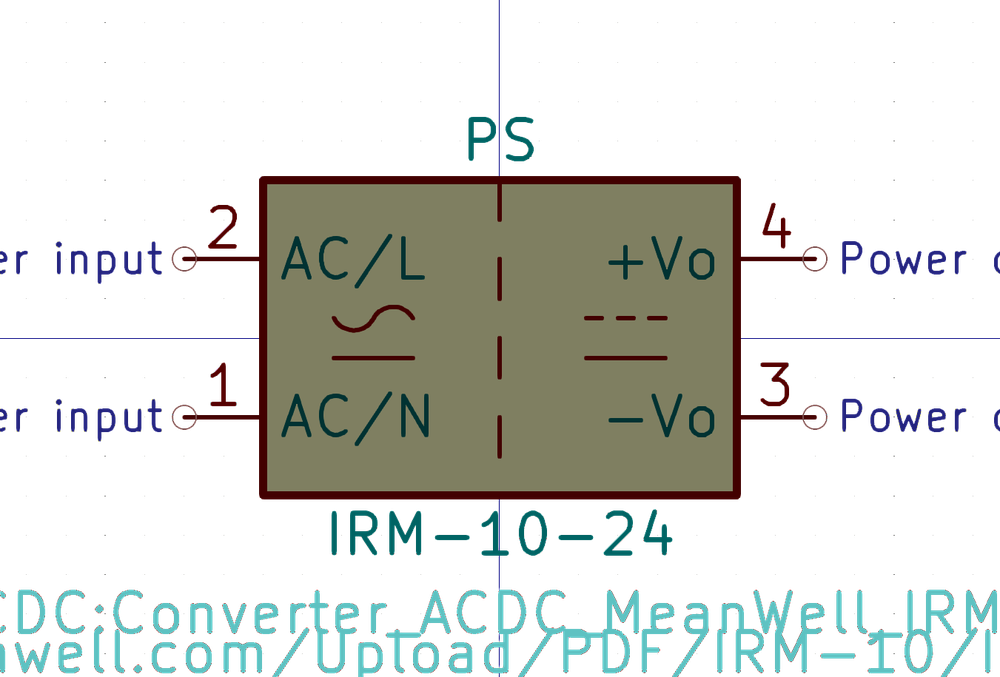 PS
2 4
er input AC/L +Vo Power
1 3
er input AC/N −Vo Power
IRM−10−24
CDC:Converter_ACDC_MeanWell_IRM
well.com/Upload/PDF/IRM−10/I